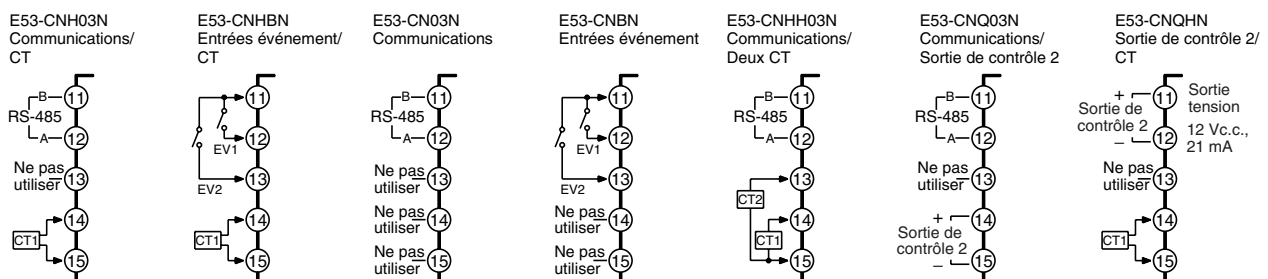 E53-CNH03N
Communications/
CT
B
11
RS-485
A
12
Ne pas
utiliser
13
14
CT1
15
E53-CNHBN
Entrées événement/
CT
11
12
EV1
13
EV2
14
CT1
15
E53-CN03N
Communications
B
11
RS-485
A
12
Ne pas
utiliser
13
Ne pas
utiliser
14
Ne pas
utiliser
15
E53-CNBN
Entrées événement
11
12
EV1
13
EV2
Ne pas
utiliser
14
Ne pas
utiliser
15
E53-CNHH03N
Communications/
Deux CT
B
11
RS-485
A
12
13
CT2
14
CT1
15
E53-CNQ03N
Communications/
Sortie de contrôle 2
B
11
RS-485
A
12
Ne pas
utiliser
13
+
14
Sortie de
contrôle 2
–
15
E53-CNQHN
Sortie de contrôle 2/
CT
+
11
Sortie de
contrôle 2
–
12
Sortie
tension
12 Vc.c.,
21 mA
Ne pas
utiliser
13
14
CT1
15